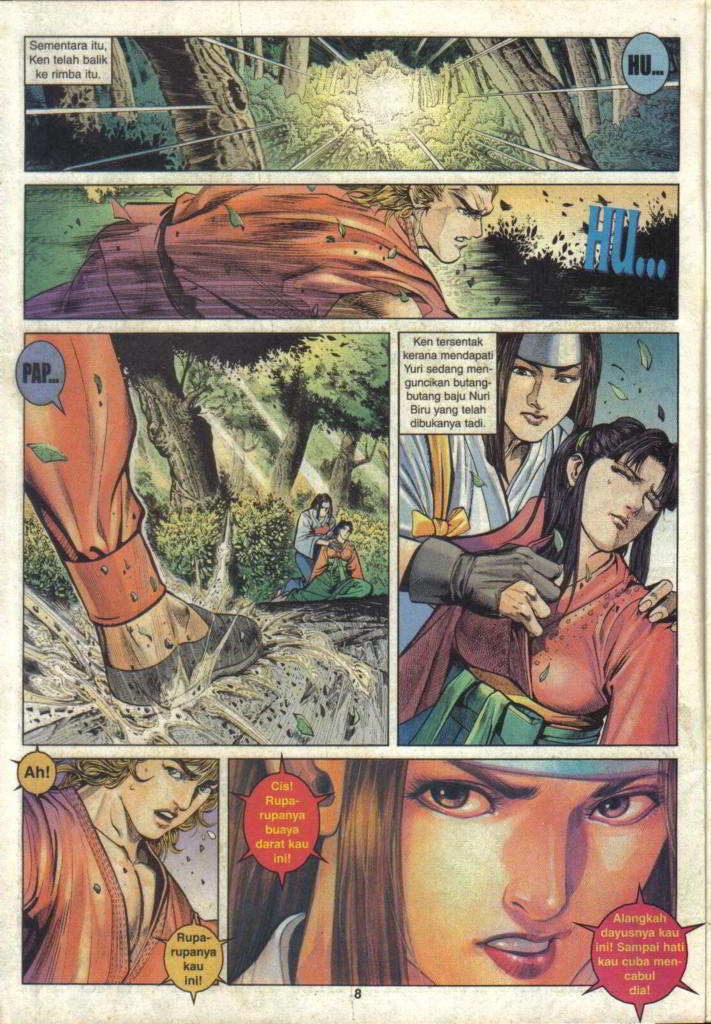 Sementara itu,
Ken telah balik
ke rimba itu.
HU...
HU...
PAP...
Ken tersentak
kerana mendapati
Yuri sedang men-
guncikan butang-
butang baju Nuri
Biru yang telah
dibukanya tadi.
Ah!
Rupa-
rupanya
kau
ini!
Cis!
Rupa-
rupanya
buaya
darat kau
ini!
Alangkah
dayusnya kau
ini! Sampai hati
kau cuba men-
cabul
dia!
8